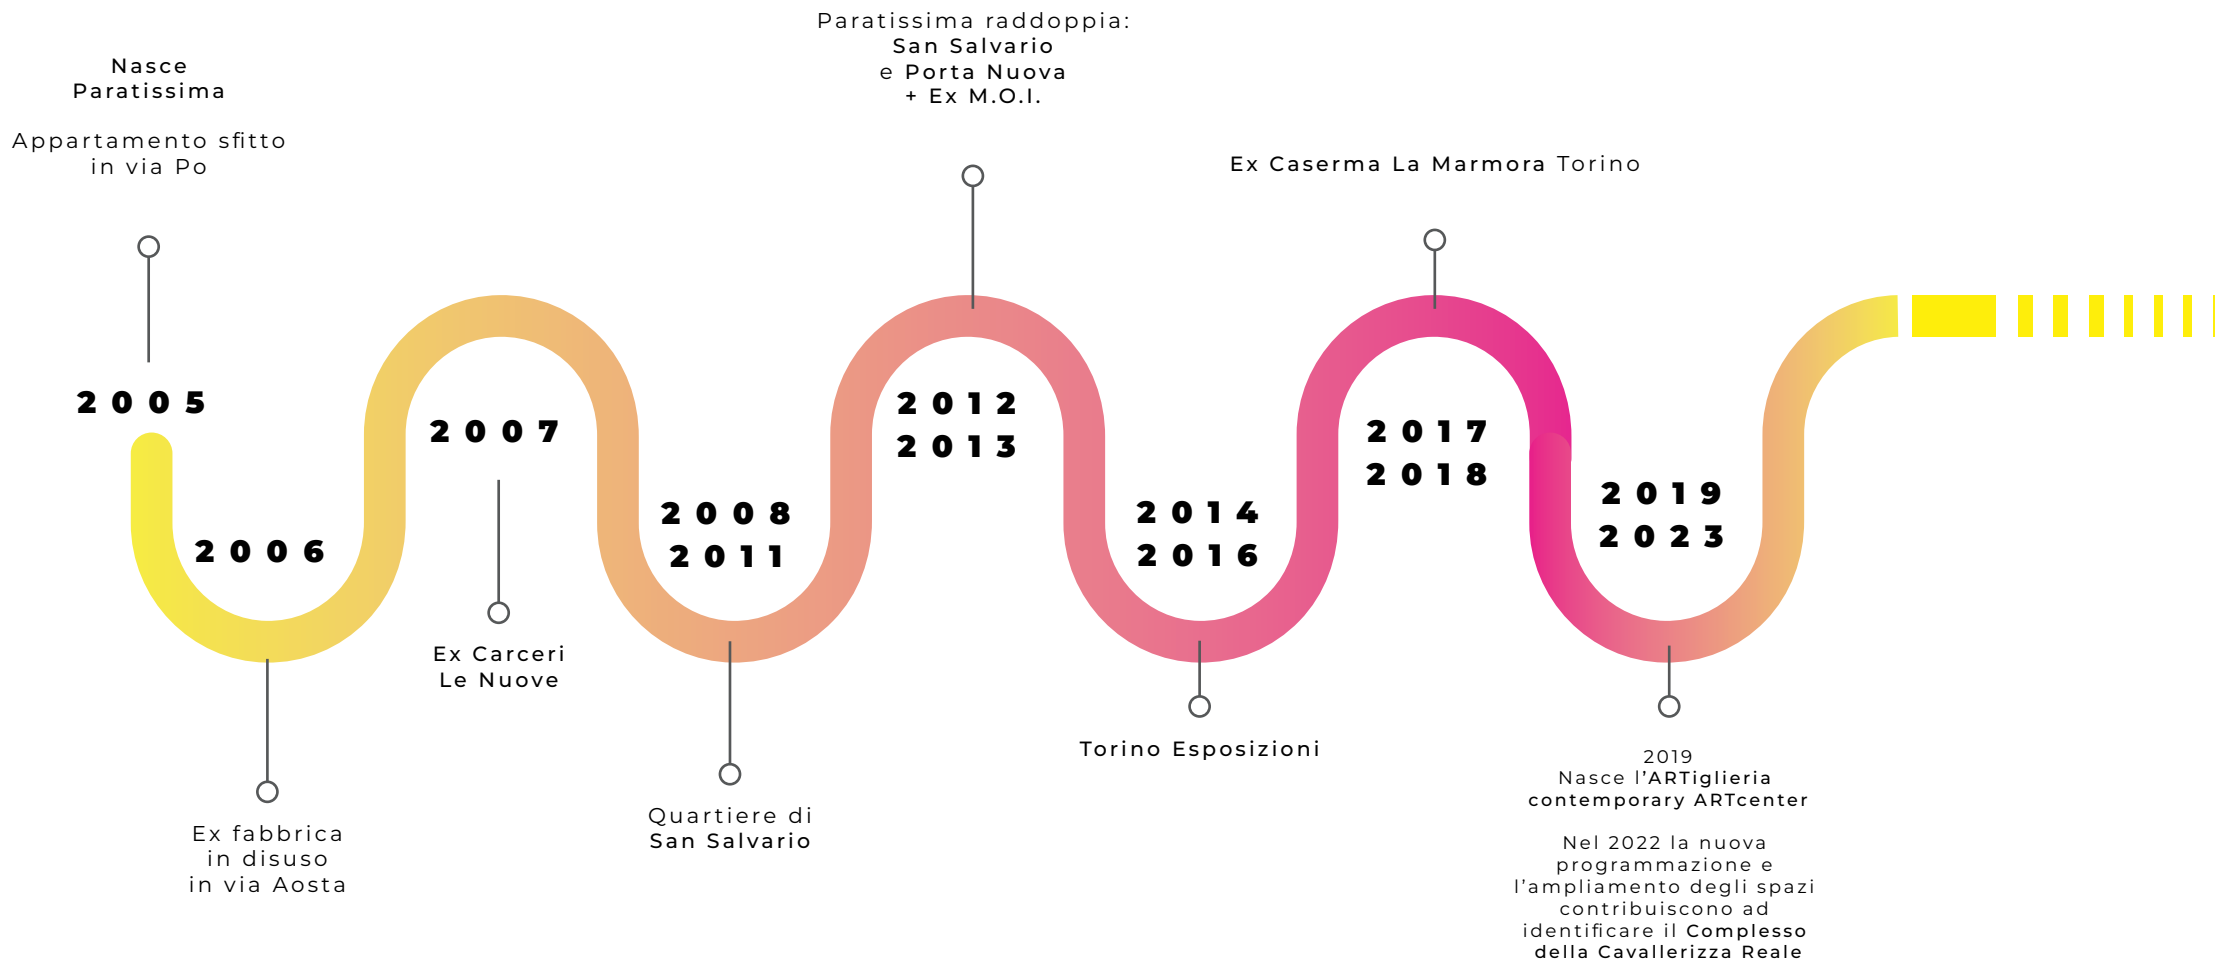 Nasce
Paratissima
Appartamento sfitto
in via Po
2005
2006
Ex fabbrica
in disuso
in via Aosta
2007
Ex Carceri
Le Nuove
2008
2011
Quartiere di
San Salvario
Paratissima raddoppia:
San Salvario
e Porta Nuova
+ Ex M.O.I.
2012
2013
2014
2016
Torino Esposizioni
Ex Caserma La Marmora Torino
2017
2018
2019
2023
2019
Nasce l’ARTiglieria
contemporary ARTcenter
Nel 2022 la nuova
programmazione e
l’ampliamento degli spazi
contribuiscono ad
identificare il Complesso
della Cavallerizza Reale